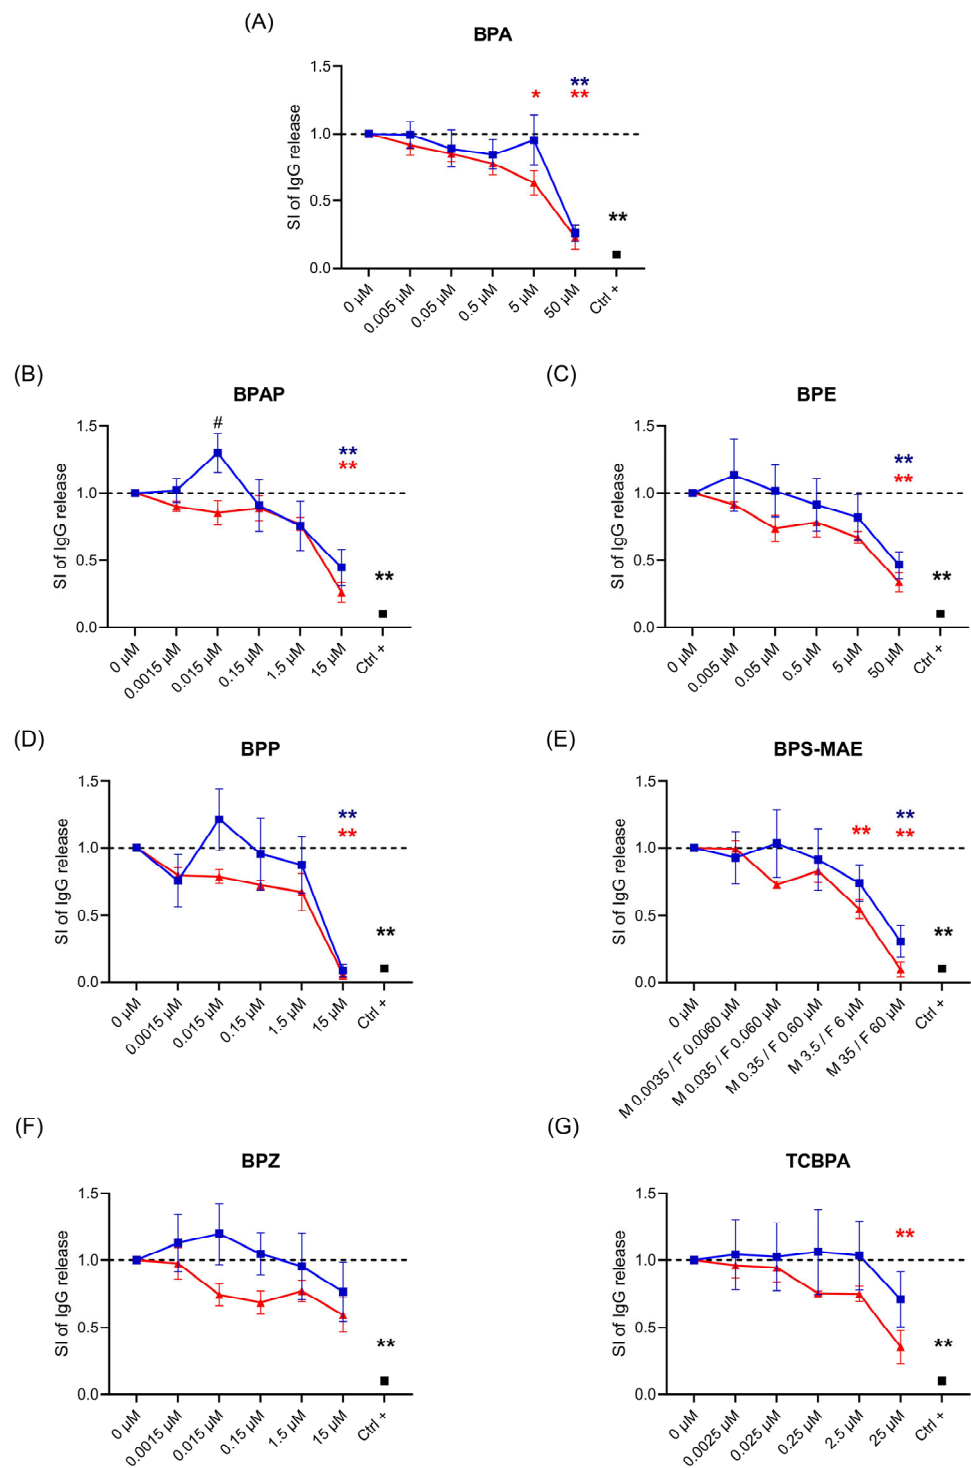 (A)
BPA
SI of IgG release
1.5
1.0
0.5
0.0
*
**
**
**
0 µM
0.005 µM
0.05 µM
0.5 µM
5 µM
50 µM
Ctrl +
(B)
BPAP
SI of IgG release
1.5
1.0
0.5
0.0
#
**
**
**
0 µM
0.0015 µM
0.015 µM
0.15 µM
1.5 µM
15 µM
Ctrl +
(C)
BPE
SI of IgG release
1.5
1.0
0.5
0.0
**
**
**
0 µM
0.005 µM
0.05 µM
0.5 µM
5 µM
50 µM
Ctrl +
(D)
BPP
SI of IgG release
1.5
1.0
0.5
0.0
**
**
**
0 µM
0.0015 µM
0.015 µM
0.15 µM
1.5 µM
15 µM
Ctrl +
(E)
BPS-MAE
SI of IgG release
1.5
1.0
0.5
0.0
**
**
**
**
0 µM
M 0.0035 / F 0.0060 µM
M 0.035 / F 0.060 µM
M 0.35 / F 0.60 µM
M 3.5 / F 6 µM
M 35 / F 60 µM
Ctrl +
(F)
BPZ
SI of IgG release
1.5
1.0
0.5
0.0
**
0 µM
0.0015 µM
0.015 µM
0.15 µM
1.5 µM
15 µM
Ctrl +
(G)
TCBPA
SI of IgG release
1.5
1.0
0.5
0.0
**
**
0 µM
0.0025 µM
0.025 µM
0.25 µM
2.5 µM
25 µM
Ctrl +